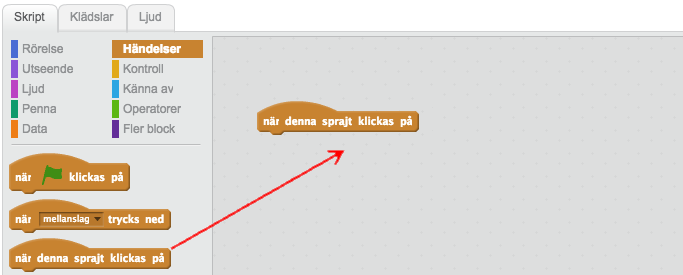 Skript Klädslar Ljud
Rörelse Händelser
Utseende Kontroll
Ljud Känna av
Penna Operatorer
Data Fler block
när klickas på
när mellanslag trycks ned
när denna sprajt klickas på
när denna sprajt klickas på